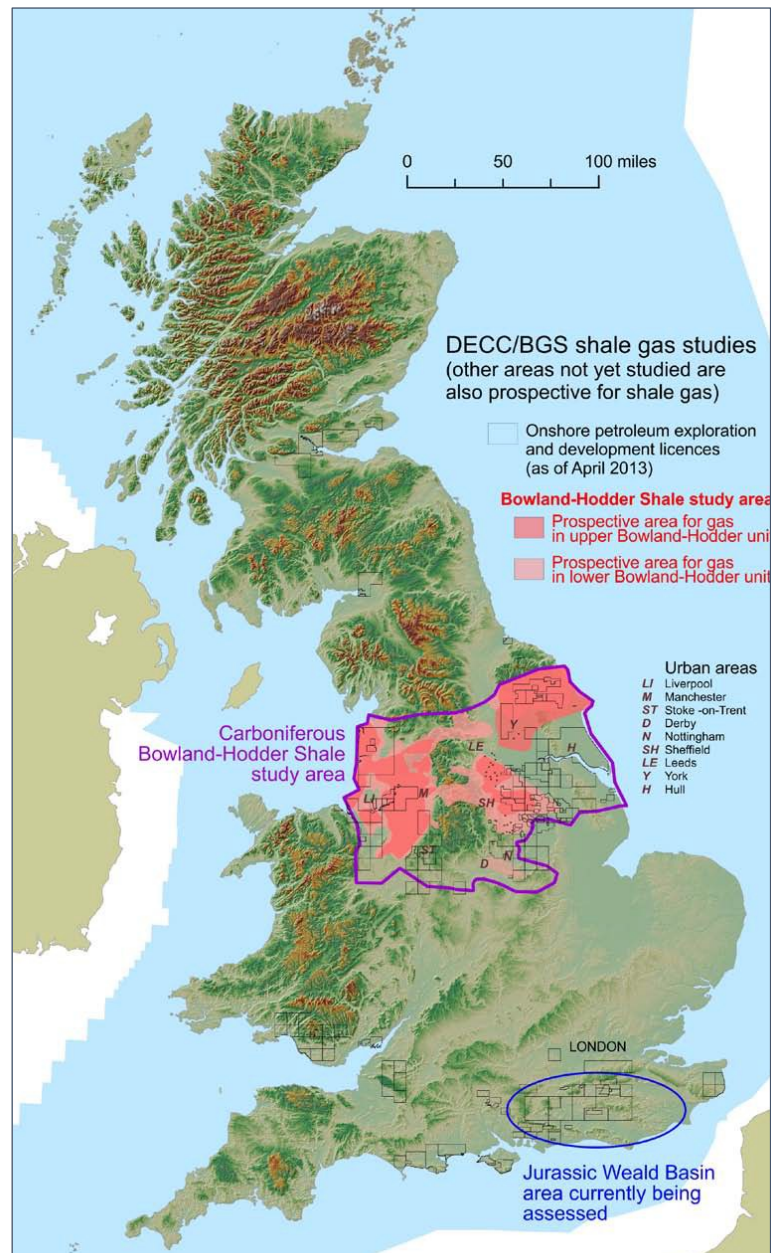 0 50 100 miles
DECC/BGS shale gas studies
(other areas not yet studied are
also prospective for shale gas)
Onshore petroleum exploration
and development licences
(as of April 2013)
Bowland-Hodder Shale study area
Prospective area for gas
in upper Bowland-Hodder unit
Prospective area for gas
in lower Bowland-Hodder unit
Urban areas
LI Liverpool
M Manchester
ST Stoke -on-Trent
D Derby
N Nottingham
SH Sheffield
LE Leeds
Y York
H Hull
Carboniferous
Bowland-Hodder Shale
study area
Y
LE
H
LI
M
SH
ST
D
N
LONDON
Jurassic Weald Basin
area currently being
assessed